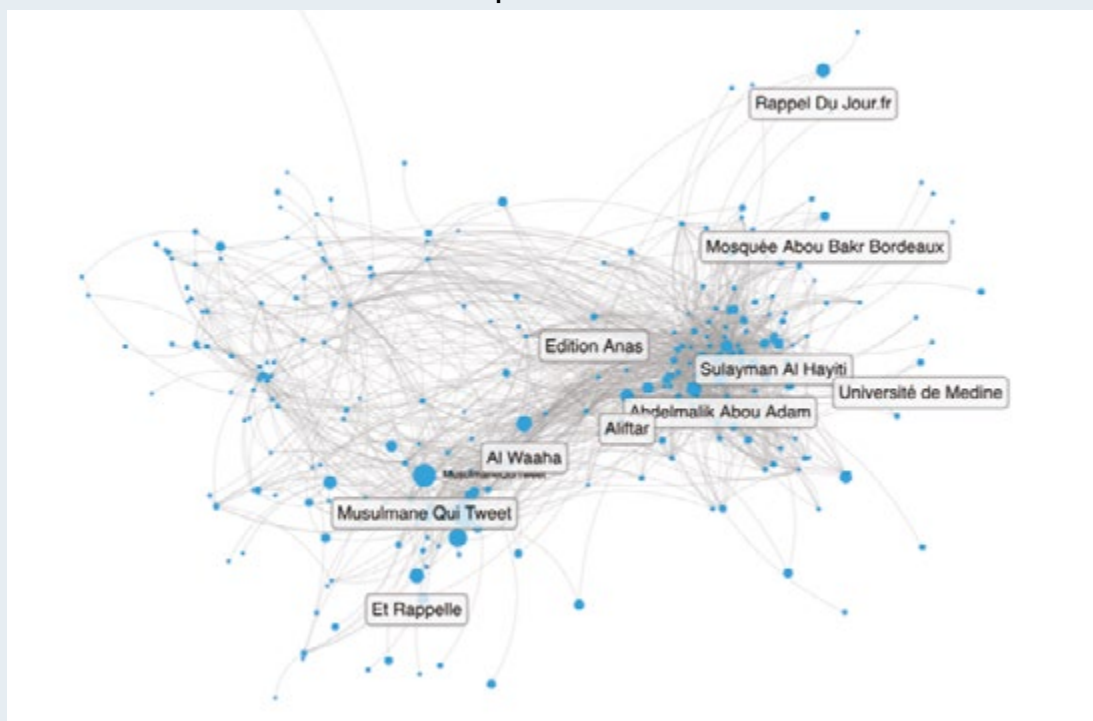 Rappel Du Jour.fr
Mosquée Abou Bakr Bordeaux
Edition Anas
Sulayman Al Hayiti
Université de Medine
Abdelmalik Abou Adam
Aliftar
Al Waaha
MusulmaneQuiTweet
Musulmane Qui Tweet
Et Rappelle